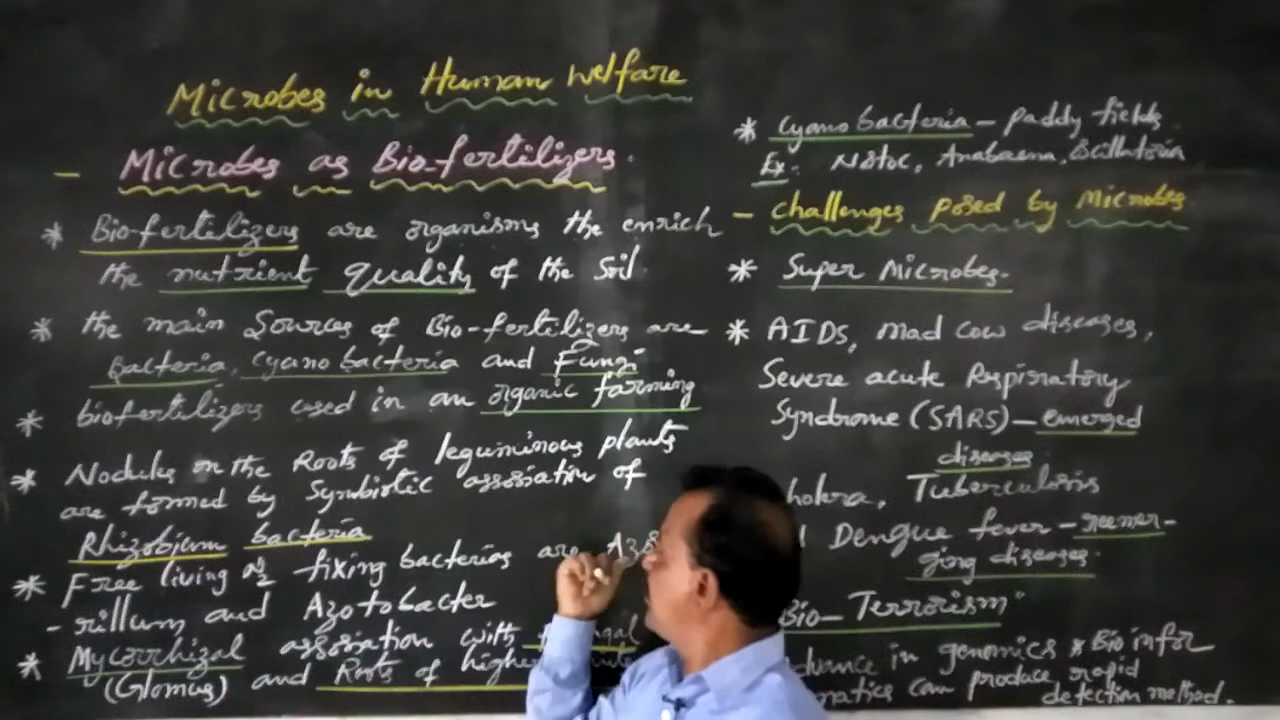 Microbes in Human Welfare
- Microbes as Bio-fertilizers.
* Bio-fertilizers are organisms the enrich
the nutrient quality of the Soil.
* the main Sources of Bio-fertilizers are
Bacteria, Cyano bacteria and Fungi
* biofertilizers used in an organic farming
* Nodules on the Roots of leguminous plants
are formed by Symbiotic assosiation of
Rhizobium bacteria
* Free living N2 fixing bacterias are Azos
-rillum and Azotobacter
* Mycorrhizal assosiation with
(Glomus) and Roots of higher
* Cyano bacteria - paddy fields.
Ex: Nostoc, Anabaena, Oscillatoria
- Challenges posed by Microbes
* Super Microbes.
* AIDS, Mad Cow diseases,
Severe acute Respiratory
Syndrome (SARS) - emerged
diseases.
holera, Tuberculosis
Dengue fever - reemer-
ging diseases.
Bio-Terrorism
dvance in genomics & Bio infor
matics can produce rapid
detection method.